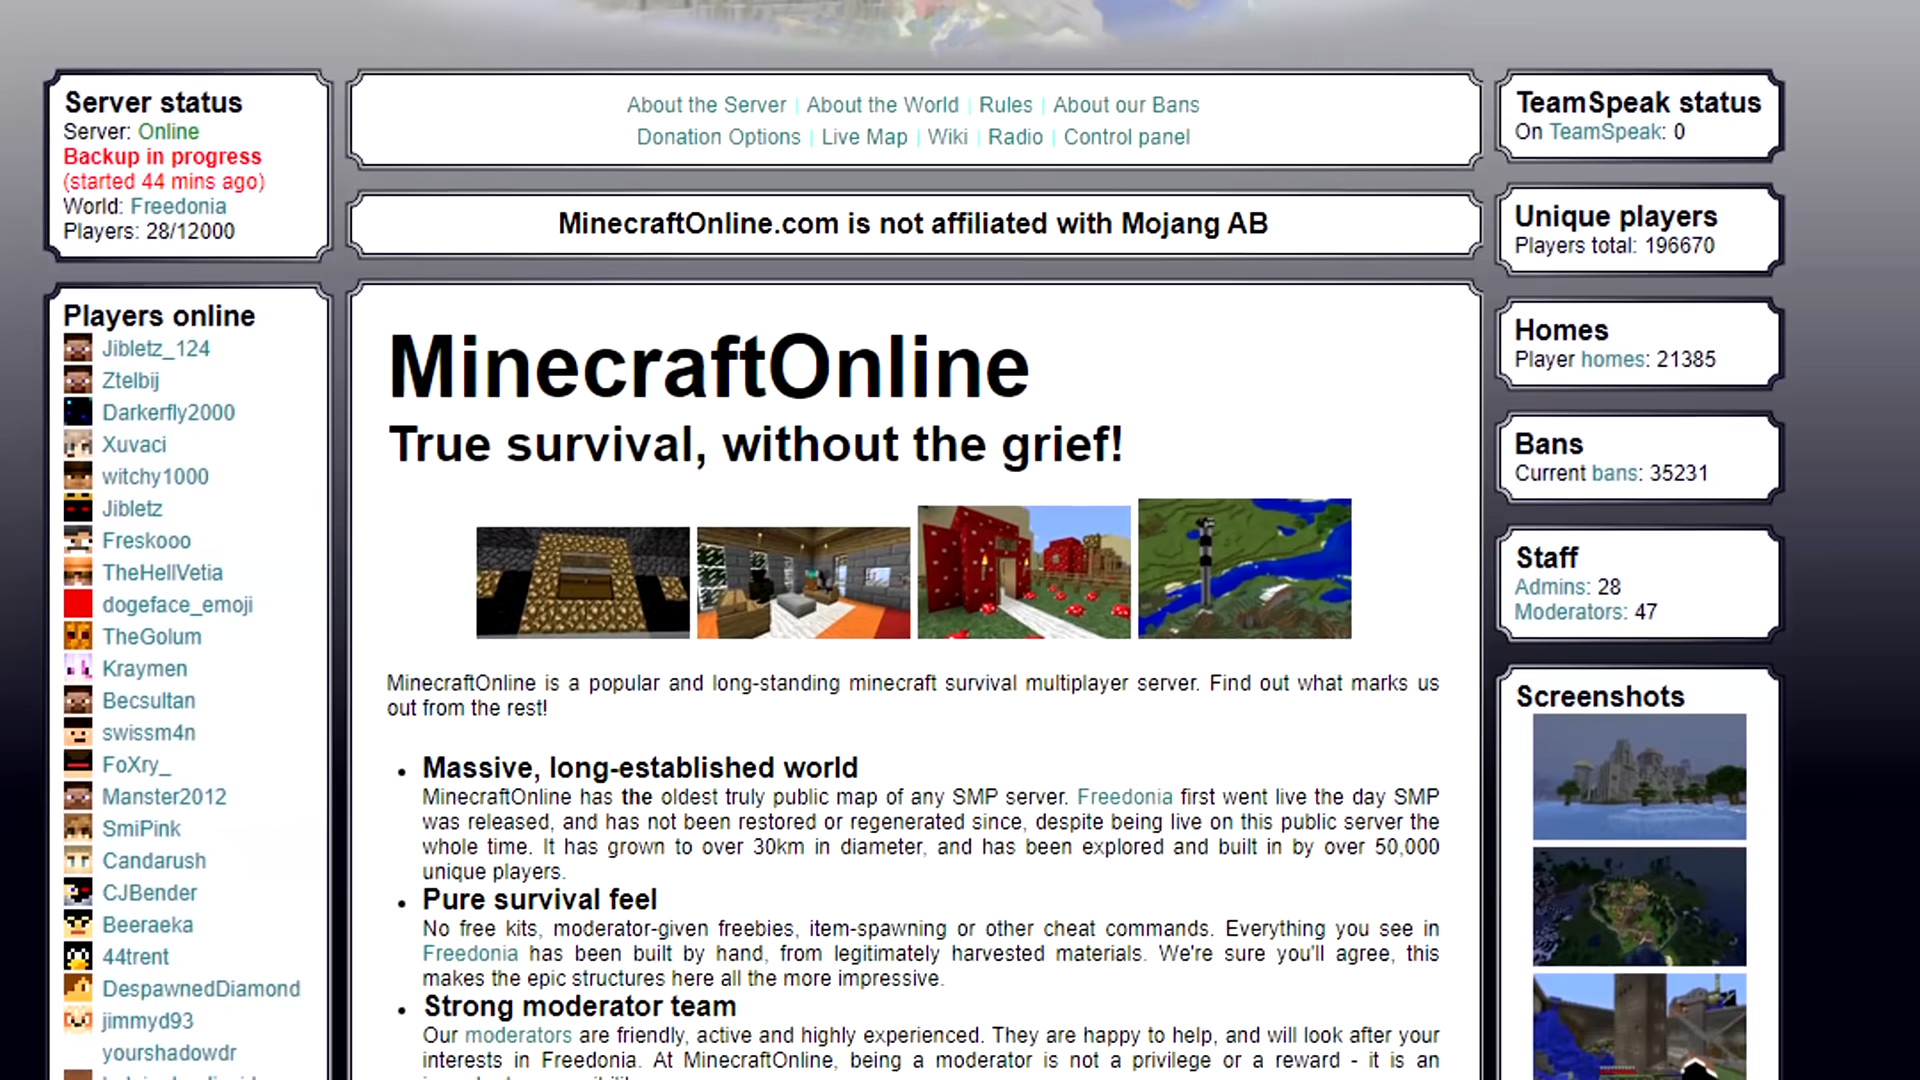 Server status
Server: Online
Backup in progress
(started 44 mins ago)
World: Freedonia
Players: 28/12000
Players online
Jibletz_124
Ztelbij
Darkerfly2000
Xuvaci
witchy1000
Jibletz
Freskooo
TheHellVetia
dogeface_emoji
TheGolum
Kraymen
Becsultan
swissm4n
FoXry_
Manster2012
SmiPink
Candarush
CJBender
Beeraeka
44trent
DespawnedDiamond
jimmyd93
yourshadowdr
About the Server | About the World | Rules | About our Bans
Donation Options | Live Map | Wiki | Radio | Control panel
MinecraftOnline.com is not affiliated with Mojang AB
MinecraftOnline
True survival, without the grief!
MinecraftOnline is a popular and long-standing minecraft survival multiplayer server. Find out what marks us
out from the rest!
• Massive, long-established world
MinecraftOnline has the oldest truly public map of any SMP server. Freedonia first went live the day SMP
was released, and has not been restored or regenerated since, despite being live on this public server the
whole time. It has grown to over 30km in diameter, and has been explored and built in by over 50,000
unique players.
• Pure survival feel
No free kits, moderator-given freebies, item-spawning or other cheat commands. Everything you see in
Freedonia has been built by hand, from legitimately harvested materials. We're sure you'll agree, this
makes the epic structures here all the more impressive.
• Strong moderator team
Our moderators are friendly, active and highly experienced. They are happy to help, and will look after your
interests in Freedonia. At MinecraftOnline, being a moderator is not a privilege or a reward - it is an
TeamSpeak status
On TeamSpeak: 0
Unique players
Players total: 196670
Homes
Player homes: 21385
Bans
Current bans: 35231
Staff
Admins: 28
Moderators: 47
Screenshots